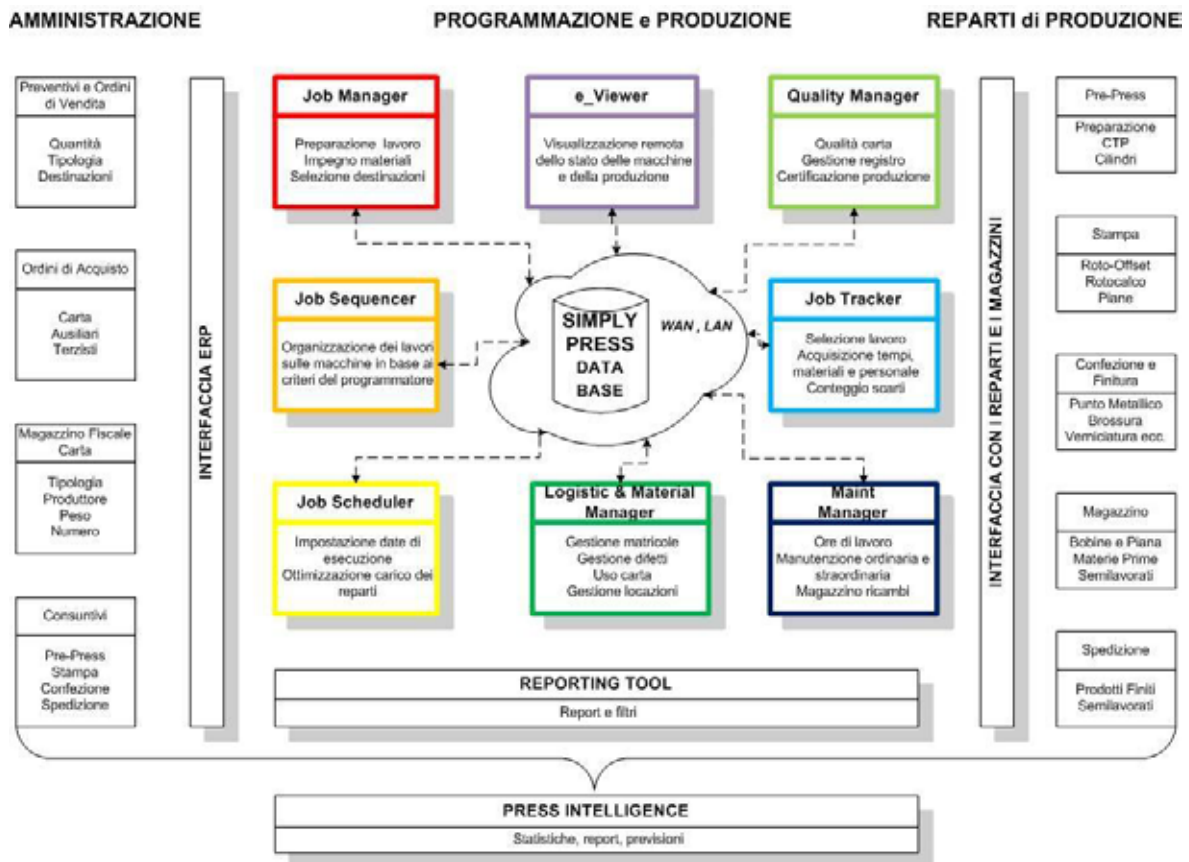 AMMINISTRAZIONE
PROGRAMMAZIONE e PRODUZIONE
REPARTI di PRODUZIONE
Preventivi e Ordini
di Vendita
Quantità
Tipologia
Destinazioni
Ordini di Acquisto
Carta
Ausiliari
Terzisti
Magazzino Fiscale
Carta
Tipologia
Produttore
Peso
Numero
Consuntivi
Pre-Press
Stampa
Confezione
Spedizione
INTERFACCIA ERP
Job Manager
Preparazione lavoro
Impegno materiali
Selezione destinazioni
e_Viewer
Visualizzazione remota
dello stato delle macchine
e della produzione
Quality Manager
Qualità carta
Gestione registro
Certificazione produzione
Job Sequencer
Organizzazione dei lavori
sulle macchine in base ai
criteri del programmatore
SIMPLY
PRESS
DATA
BASE
WAN , LAN
Job Tracker
Selezione lavoro
Acquisizione tempi,
materiali e personale
Conteggio scarti
Job Scheduler
Impostazione date di
esecuzione
Ottimizzazione carico dei
reparti
Logistic & Material
Manager
Gestione matricole
Gestione difetti
Uso carta
Gestione locazioni
Maint
Manager
Ore di lavoro
Manutenzione ordinaria e
straordinaria
Magazzino ricambi
REPORTING TOOL
Report e filtri
PRESS INTELLIGENCE
Statistiche, report, previsioni
INTERFACCIA CON I REPARTI E I MAGAZZINI
Pre-Press
Preparazione
CTP
Cilindri
Stampa
Roto-Offset
Rotocalco
Piane
Confezione e
Finitura
Punto Metallico
Brossura
Verniciatura ecc.
Magazzino
Bobine e Piana
Materie Prime
Semilavorati
Spedizione
Prodotti Finiti
Semilavorati